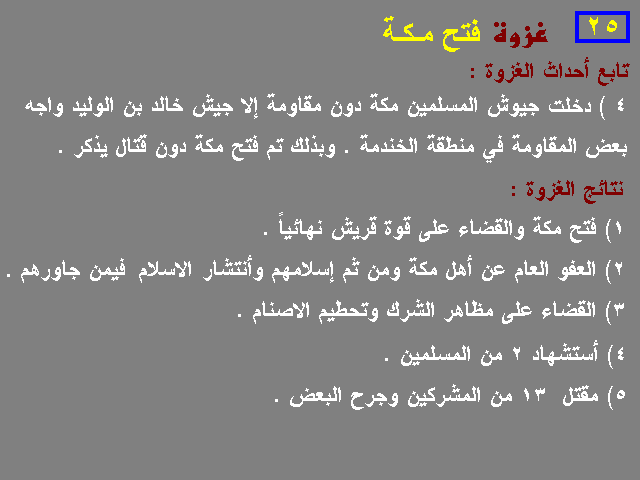 ٢٥
غزوة فتح مـكـة
تابع أحداث الغزوة :
٤ ) دخلت جيوش المسلمين مكة دون مقاومة إلا جيش خالد بن الوليد واجه
بعض المقاومة في منطقة الخندمة . وبذلك تم فتح مكة دون قتال يذكر .
نتائج الغزوة :
١) فتح مكة والقضاء على قوة قريش نهائياً .
٢) العفو العام عن أهل مكة ومن ثم إسلامهم وأنتشار الاسلام فيمن جاورهم .
٣) القضاء على مظاهر الشرك وتحطيم الاصنام .
٤) أستشهاد ٢ من المسلمين .
٥) مقتل ١٣ من المشركين وجرح البعض .